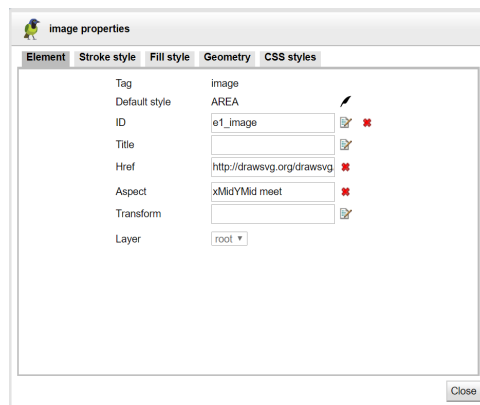 image properties
Element Stroke style Fill style Geometry CSS styles
Tag image
Default style AREA
ID e1_image
Title
Href http://drawsvg.org/drawsvg.
Aspect xMidYMid meet
Transform
Layer root
Close